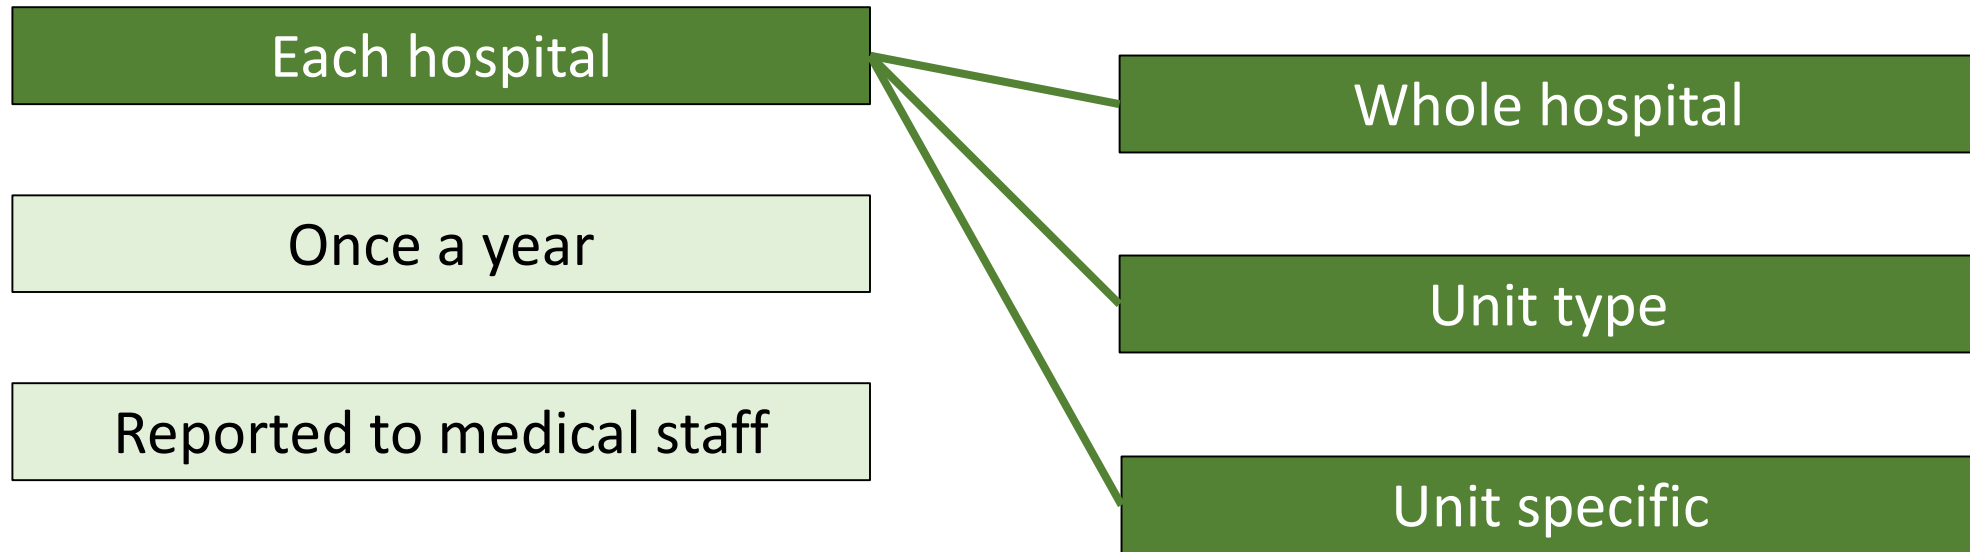 Each hospital
Once a year
Reported to medical staff
Whole hospital
Unit type
Unit specific